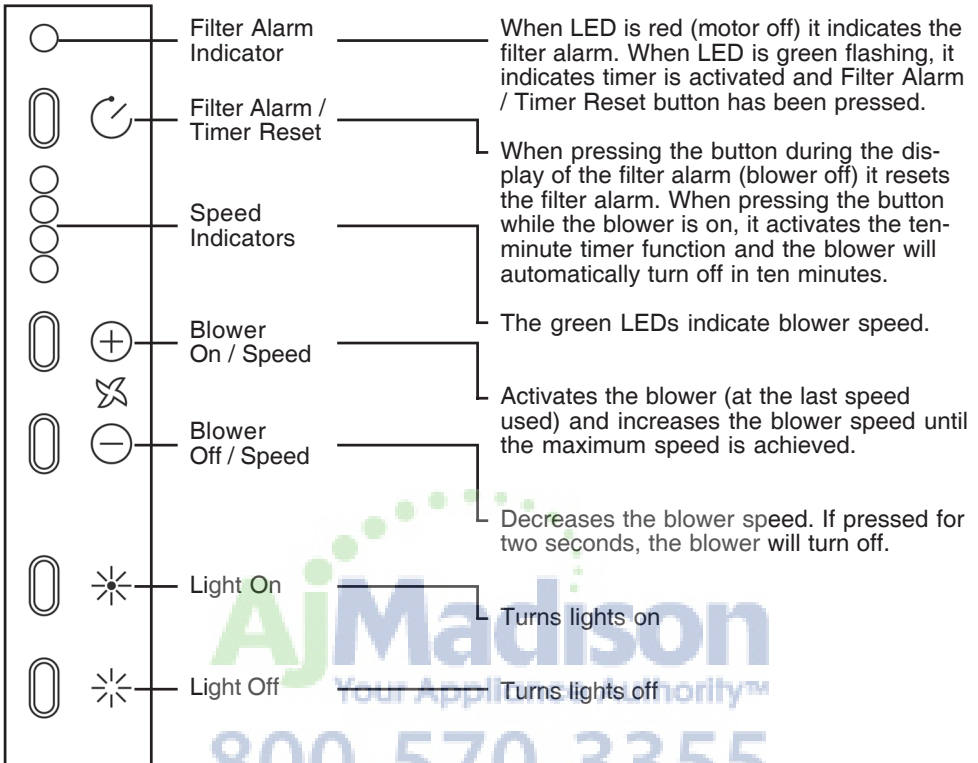 Filter Alarm
Indicator
When LED is red (motor off) it indicates the
filter alarm. When LED is green flashing, it
indicates timer is activated and Filter Alarm
/ Timer Reset button has been pressed.
Filter Alarm /
Timer Reset
When pressing the button during the dis-
play of the filter alarm (blower off) it resets
the filter alarm. When pressing the button
while the blower is on, it activates the ten-
minute timer function and the blower will
automatically turn off in ten minutes.
Speed
Indicators
The green LEDs indicate blower speed.
Blower
On / Speed
Activates the blower (at the last speed
used) and increases the blower speed until
the maximum speed is achieved.
Blower
Off / Speed
Decreases the blower speed. If pressed for
two seconds, the blower will turn off.
Light On
Turns lights on
Light Off
Turns lights off
AjMadison
Your Appliance Authority™
800 570 3355